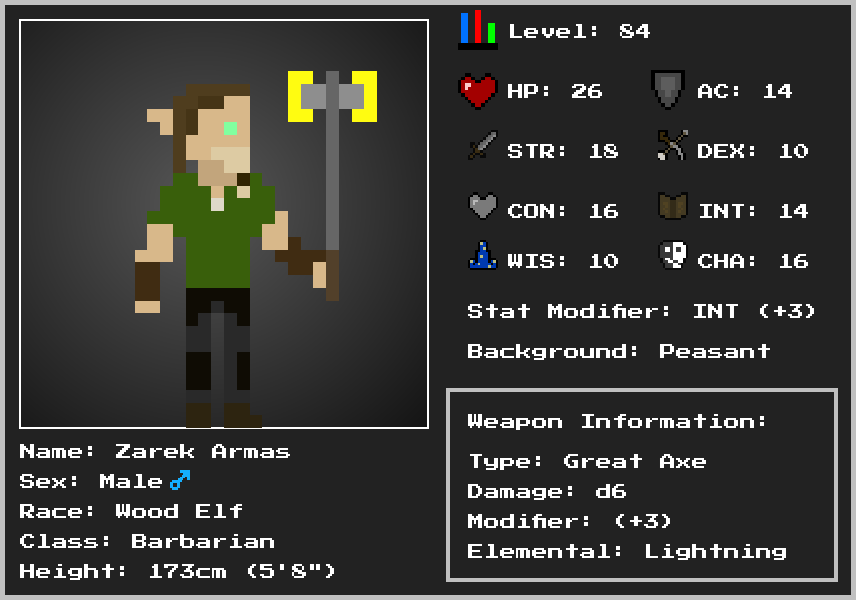 Level: 84
HP: 26 AC: 14
STR: 18 DEX: 10
CON: 16 INT: 14
WIS: 10 CHA: 16
Stat Modifier: INT (+3)
Background: Peasant
Weapon Information:
Type: Great Axe
Damage: d6
Modifier: (+3)
Elemental: Lightning
Name: Zarek Armas
Sex: Male♂
Race: Wood Elf
Class: Barbarian
Height: 173cm (5'8")